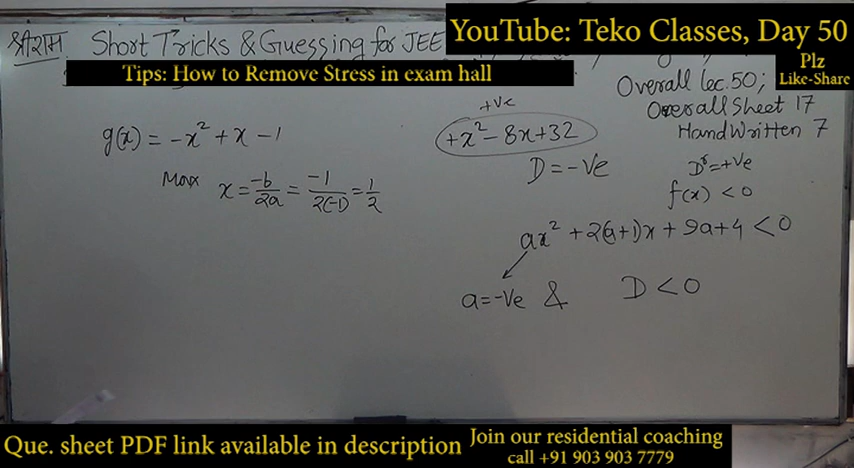 श्रीराम Short Tricks & Guessing for JEE
YouTube: Teko Classes, Day 50
Plz
Like-Share
Tips: How to Remove Stress in exam hall
Overall Lec. 50;
Overall Sheet 17
HandWritten 7
g(x) = -x² + x - 1
Max x = -b/2a = -1/2(-1) = 1/2
+ve
+x² - 8x + 32
D = -ve
Dʳ = +ve
f(x) < 0
ax² + 2(a+1)x + 9a + 4 < 0
a = -ve & D < 0
Que. sheet PDF link available in description
Join our residential coaching
call +91 903 903 7779